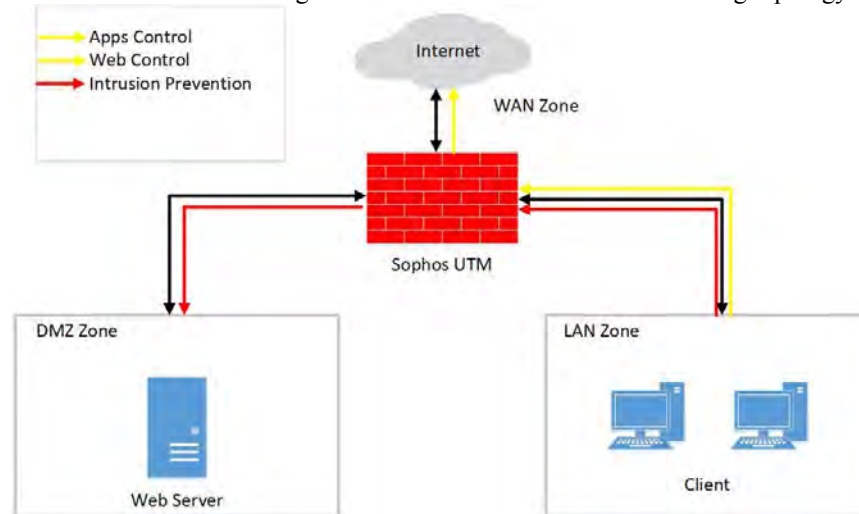 Apps Control
Web Control
Intrusion Prevention
Internet
WAN Zone
Sophos UTM
DMZ Zone
LAN Zone
Web Server
Client